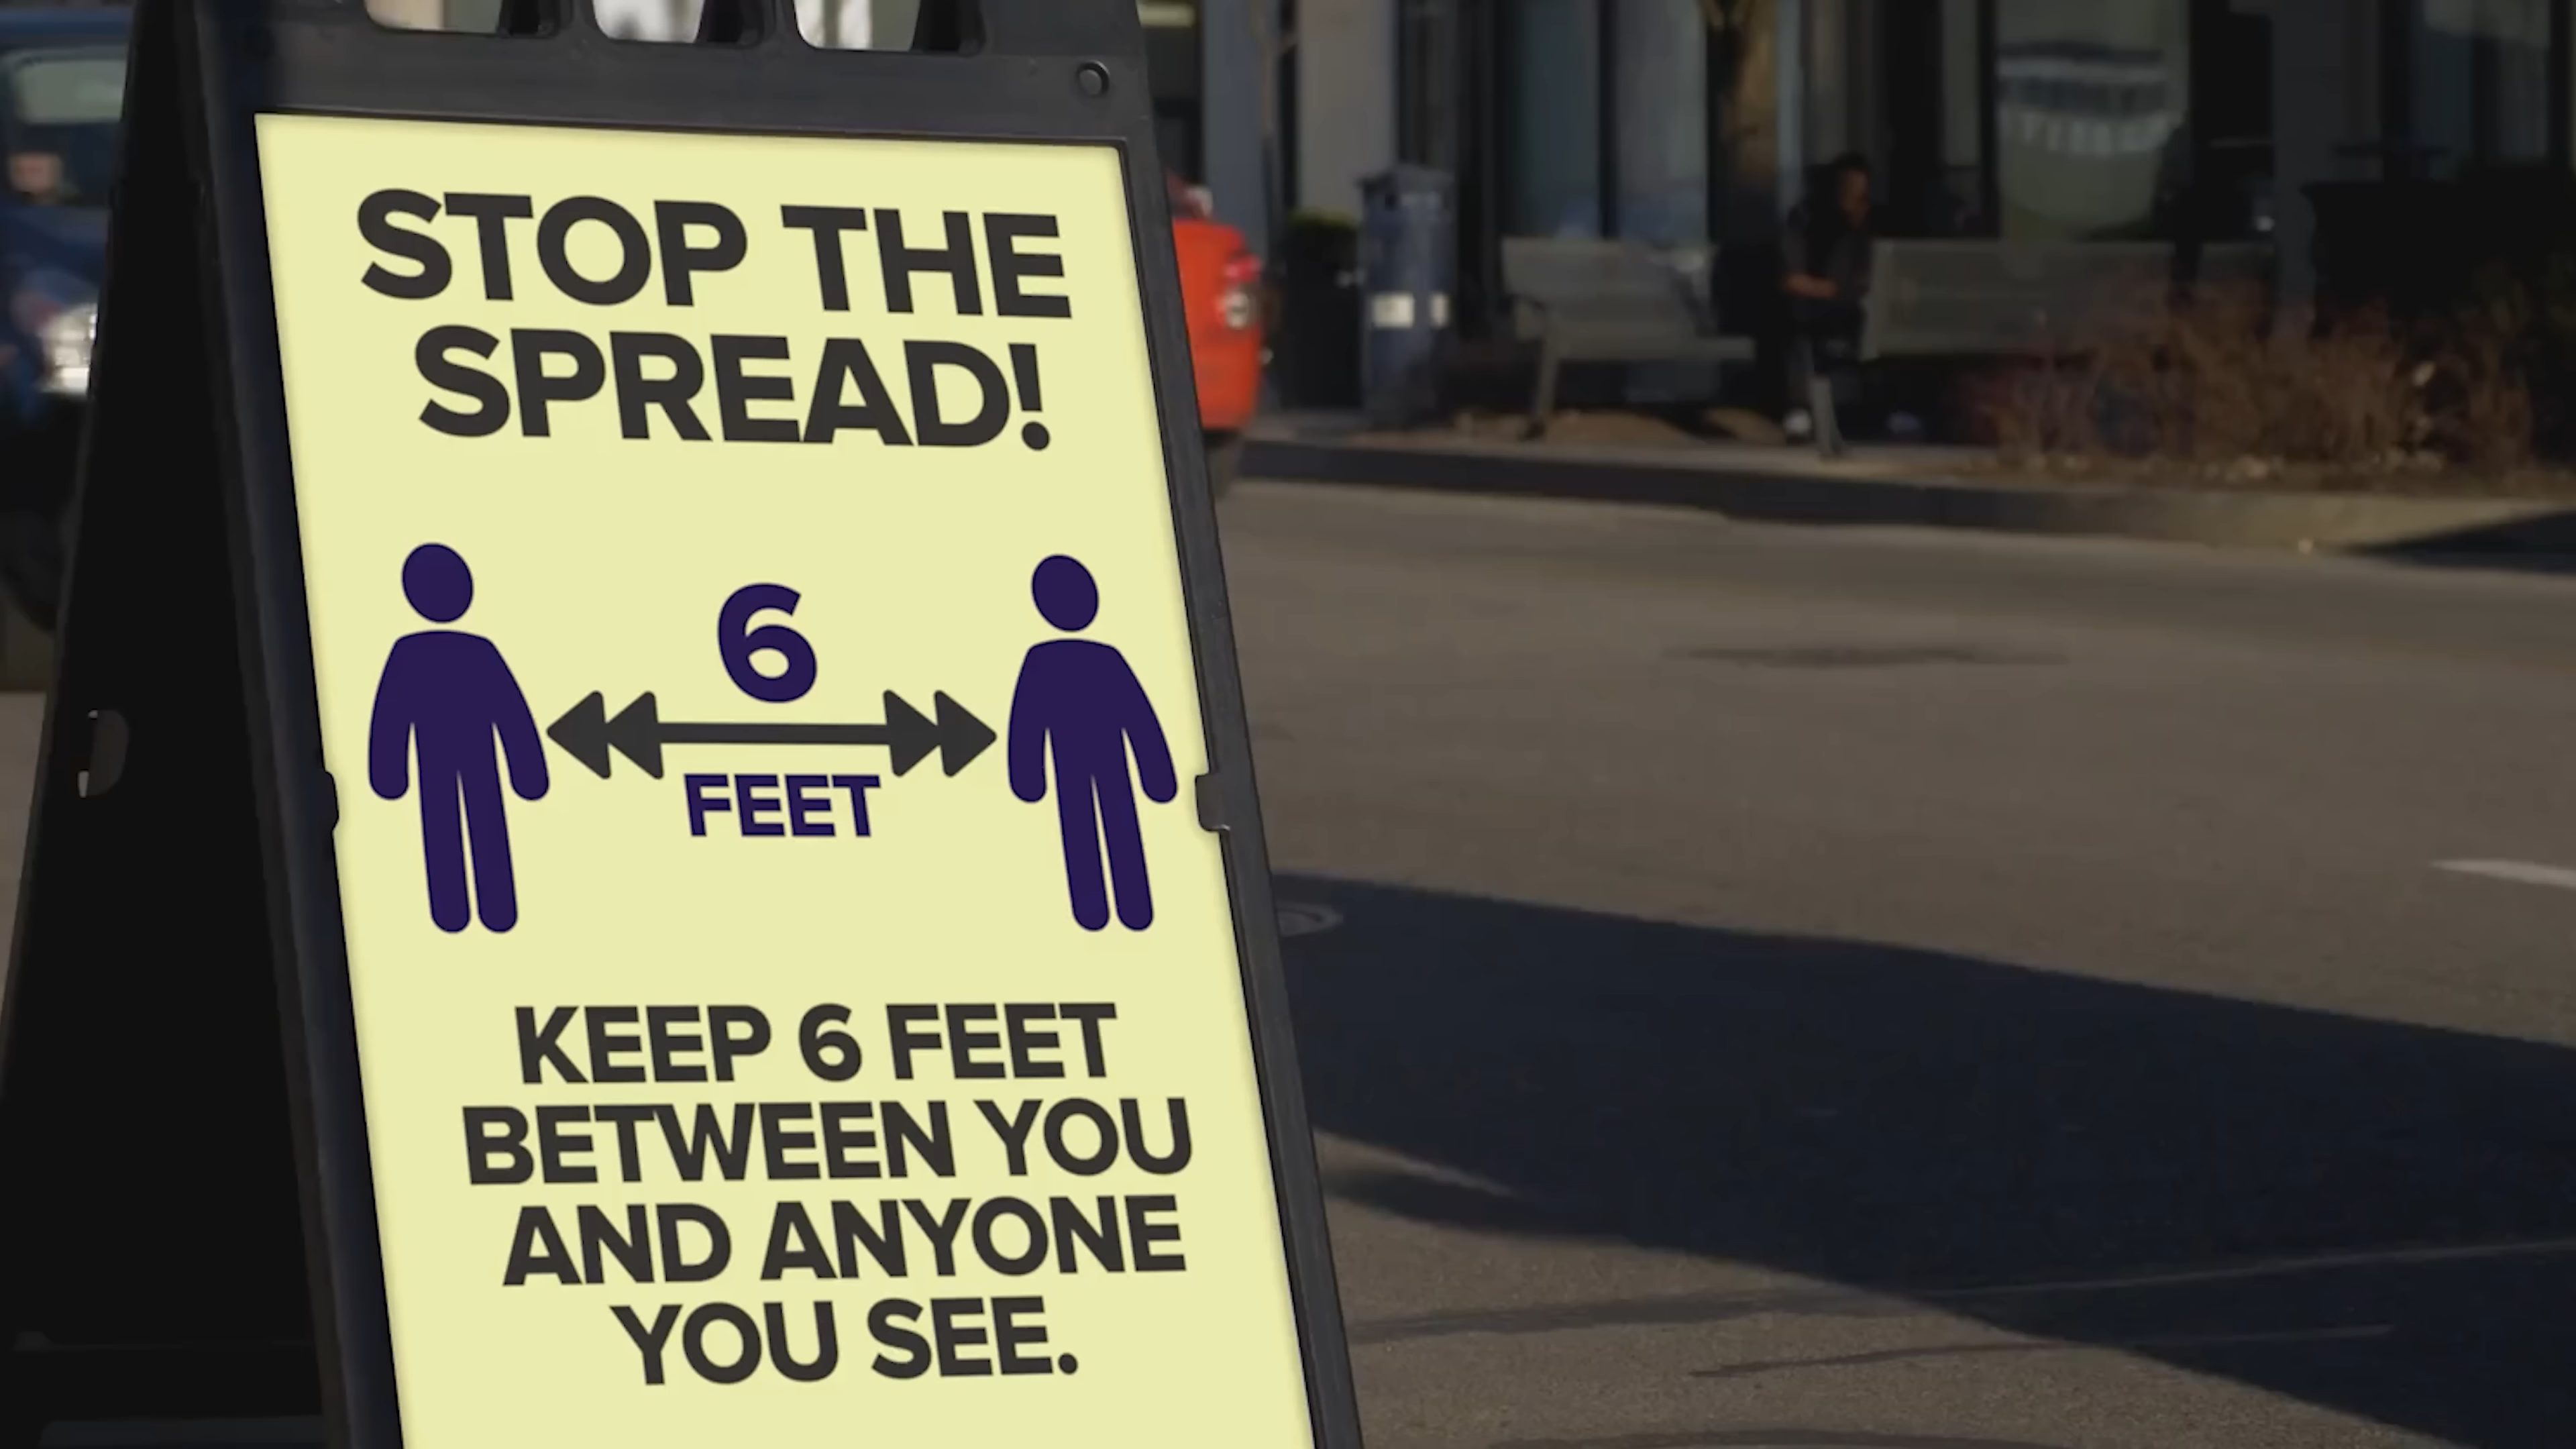 STOP THE
SPREAD!
6
FEET
KEEP 6 FEET
BETWEEN YOU
AND ANYONE
YOU SEE.